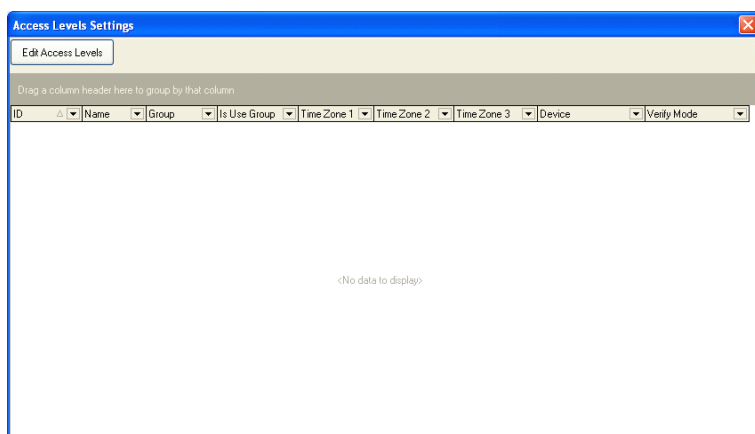 Access Levels Settings
Edit Access Levels
Drag a column header here to group by that column
ID Name Group Is Use Group Time Zone 1 Time Zone 2 Time Zone 3 Device Verify Mode
<No data to display>